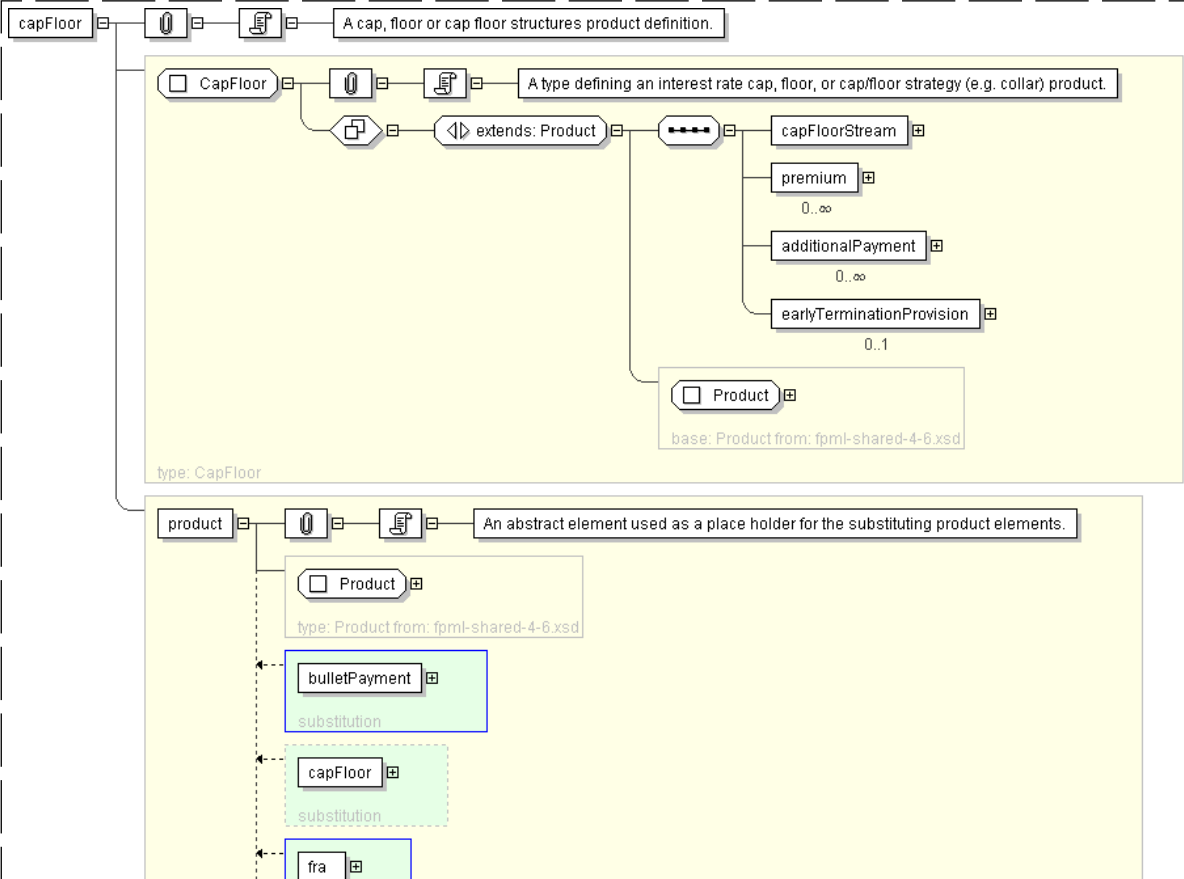 capFloor A cap, floor or cap floor structures product definition.
CapFloor A type defining an interest rate cap, floor, or cap/floor strategy (e.g. collar) product.
extends: Product capFloorStream
premium
0..∞
additionalPayment
0..∞
earlyTerminationProvision
0..1
Product
base: Product from: fpml-shared-4-6.xsd
type: CapFloor
product An abstract element used as a place holder for the substituting product elements.
Product
type: Product from: fpml-shared-4-6.xsd
bulletPayment
substitution
capFloor
substitution
fra